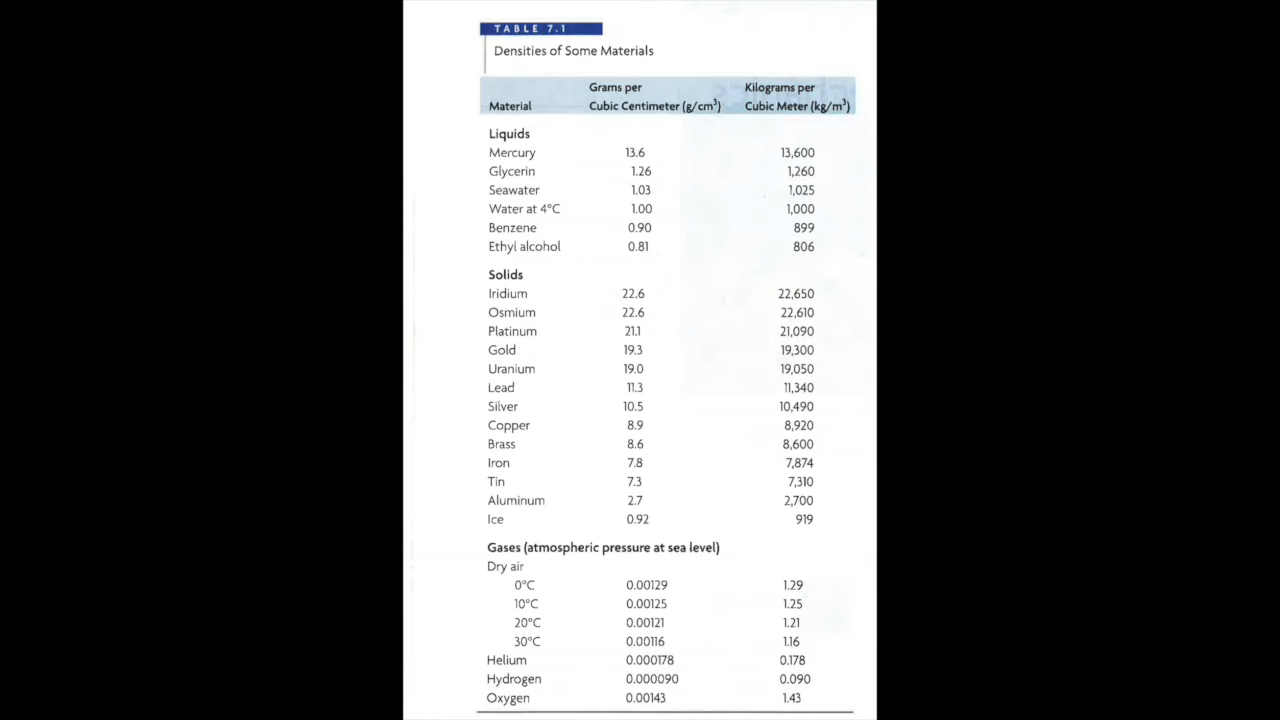 TABLE 7.1
Densities of Some Materials
Grams per Kilograms per
Material Cubic Centimeter (g/cm³) Cubic Meter (kg/m³)
Liquids
Mercury 13.6 13,600
Glycerin 1.26 1,260
Seawater 1.03 1,025
Water at 4°C 1.00 1,000
Benzene 0.90 899
Ethyl alcohol 0.81 806
Solids
Iridium 22.6 22,650
Osmium 22.6 22,610
Platinum 21.1 21,090
Gold 19.3 19,300
Uranium 19.0 19,050
Lead 11.3 11,340
Silver 10.5 10,490
Copper 8.9 8,920
Brass 8.6 8,600
Iron 7.8 7,874
Tin 7.3 7,310
Aluminum 2.7 2,700
Ice 0.92 919
Gases (atmospheric pressure at sea level)
Dry air
0°C 0.00129 1.29
10°C 0.00125 1.25
20°C 0.00121 1.21
30°C 0.00116 1.16
Helium 0.000178 0.178
Hydrogen 0.000090 0.090
Oxygen 0.00143 1.43